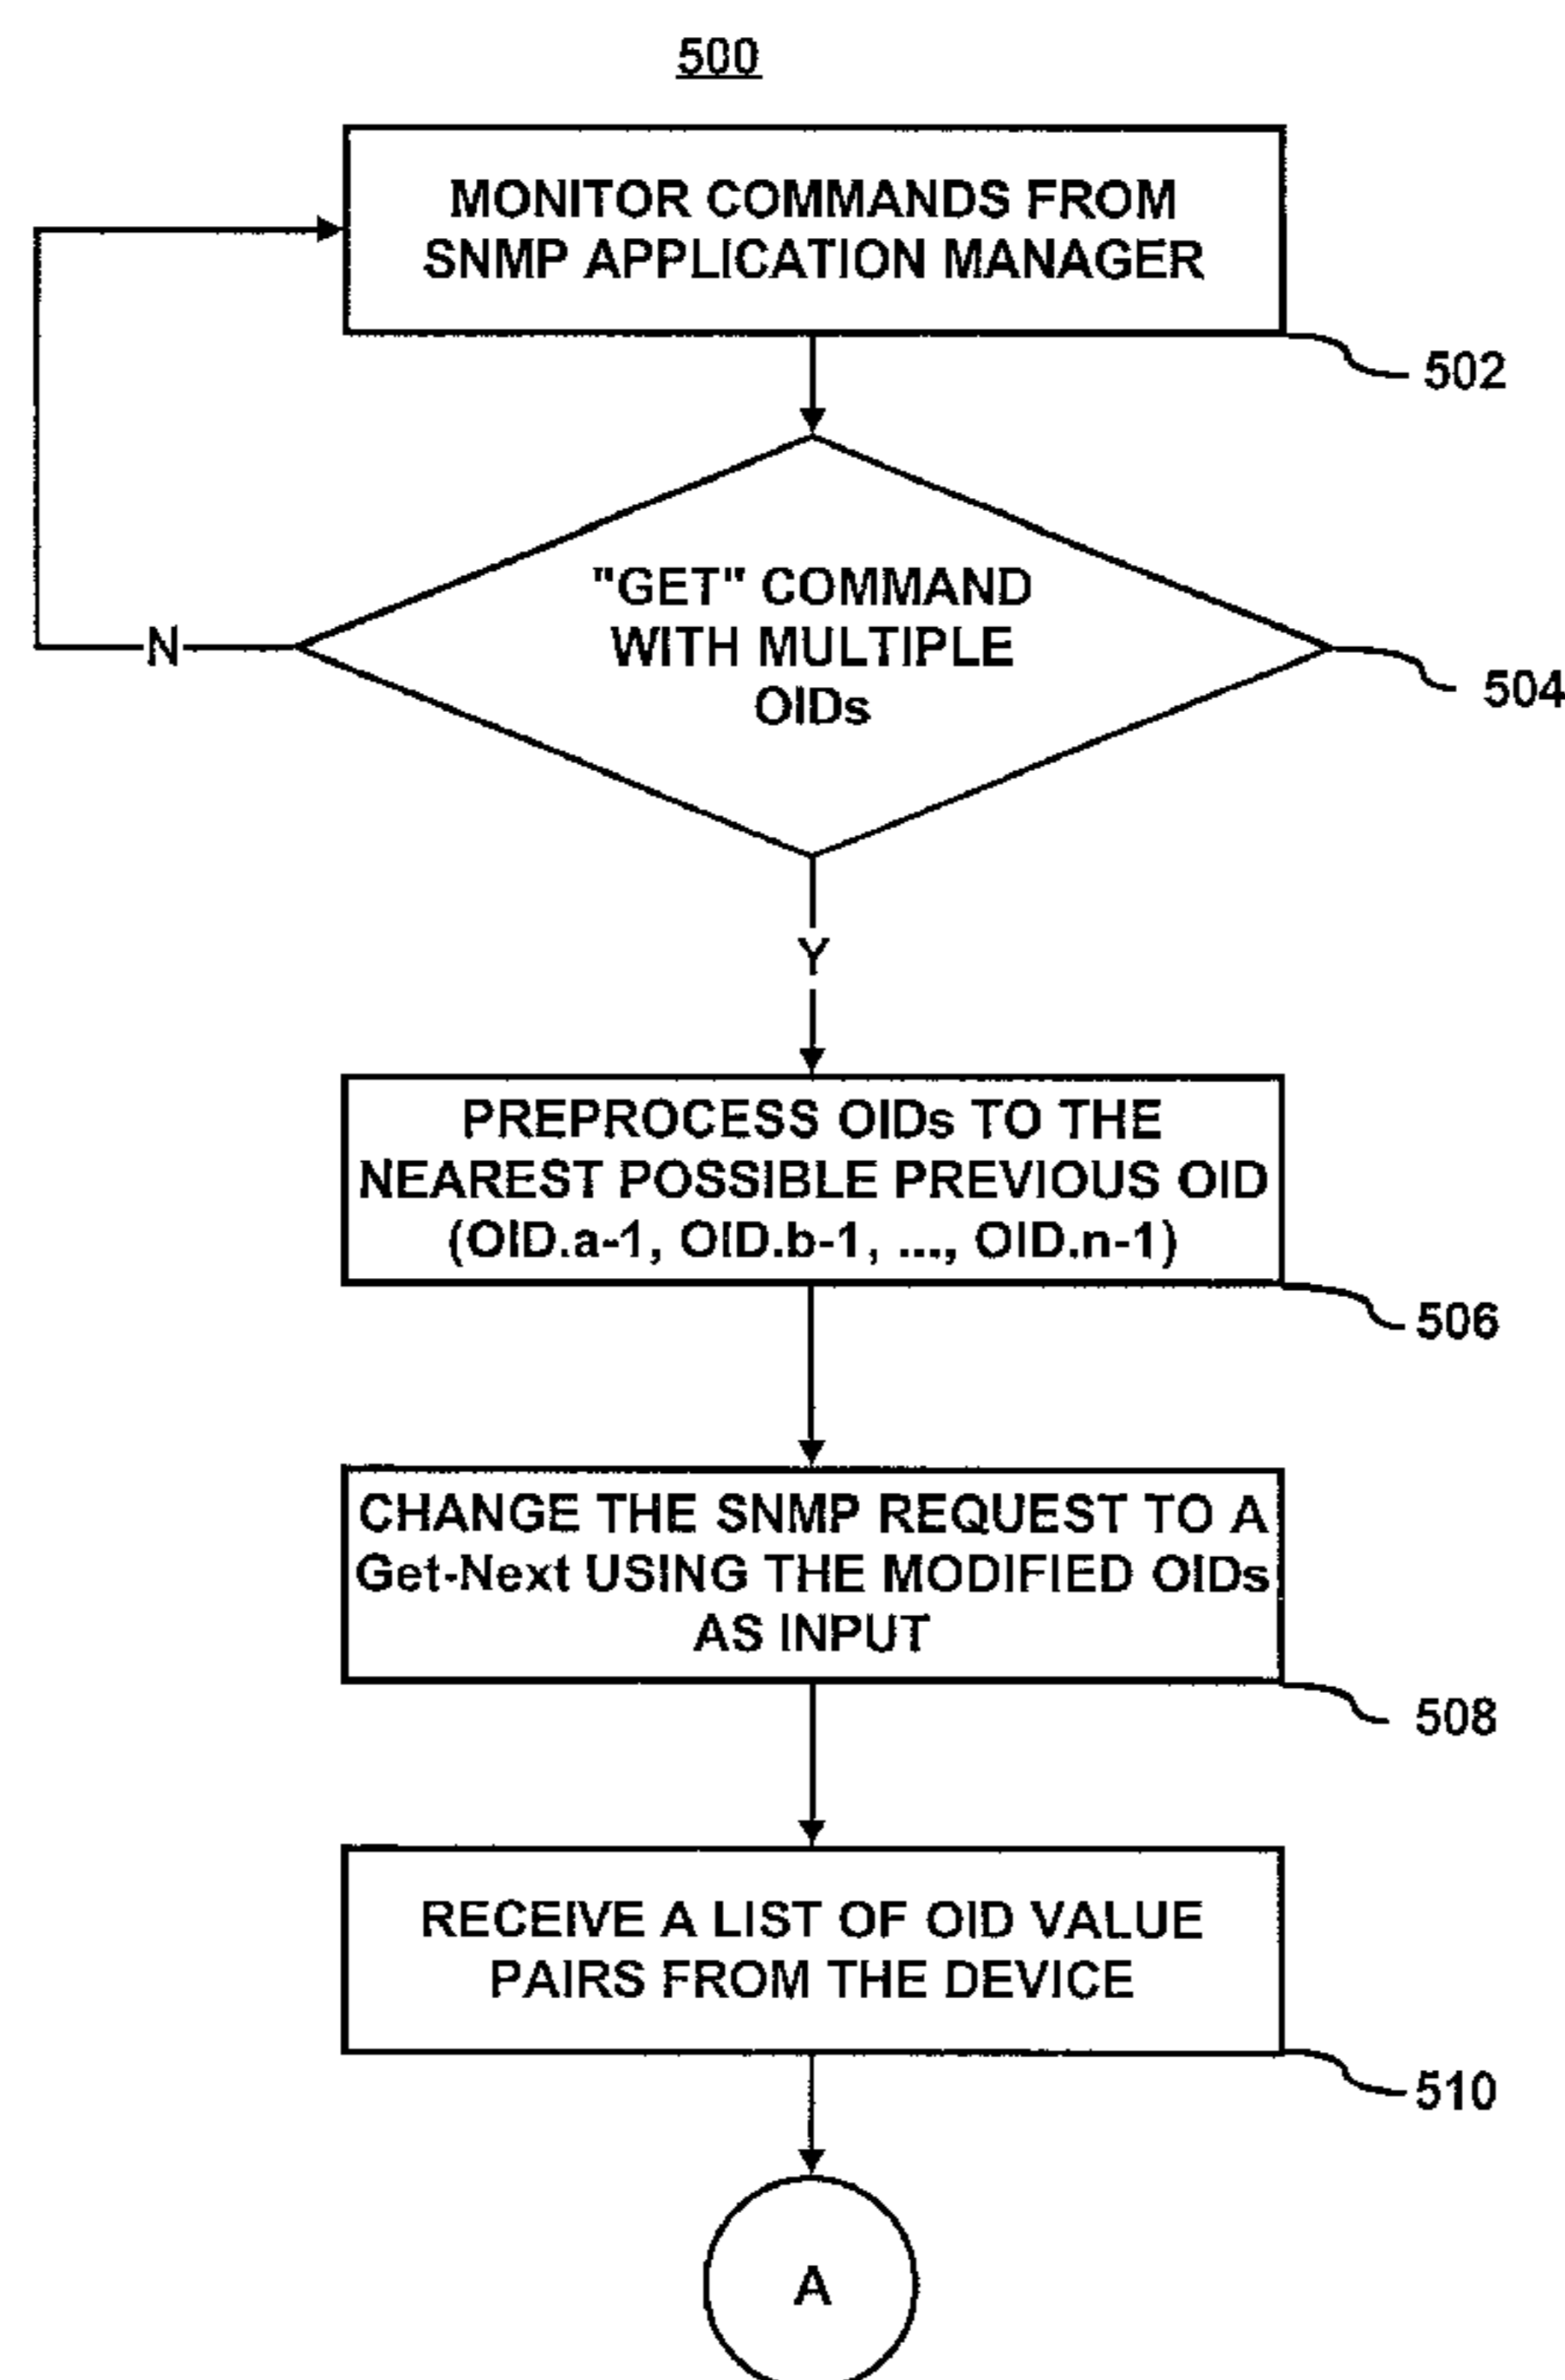 500
MONITOR COMMANDS FROM
SNMP APPLICATION MANAGER
502
"GET" COMMAND
WITH MULTIPLE
OIDs
504
N
Y
PREPROCESS OIDs TO THE
NEAREST POSSIBLE PREVIOUS OID
(OID.a-1, OID.b-1, ..., OID.n-1)
506
CHANGE THE SNMP REQUEST TO A
Get-Next USING THE MODIFIED OIDs
AS INPUT
508
RECEIVE A LIST OF OID VALUE
PAIRS FROM THE DEVICE
510
A